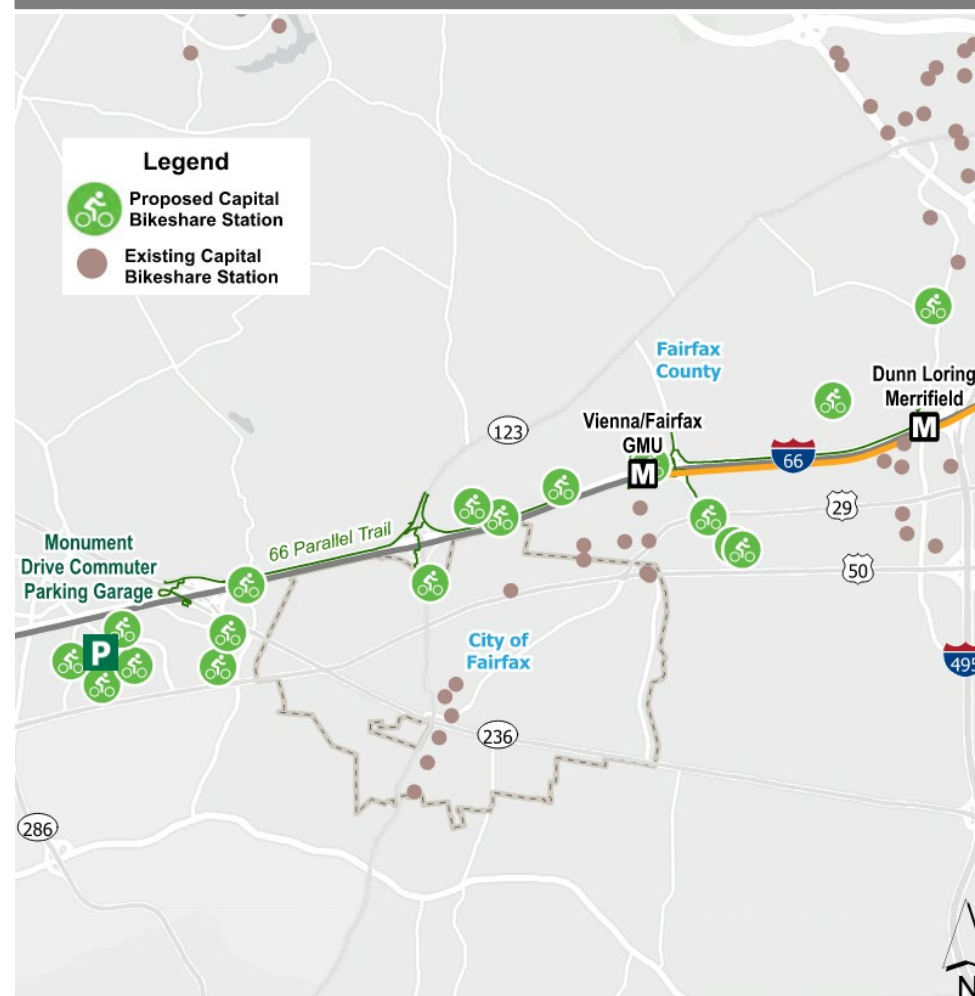 Legend
Proposed Capital
Bikeshare Station
Existing Capital
Bikeshare Station
Fairfax
County
Dunn Loring
Merrifield
M
123
Vienna/Fairfax
GMU
M
66
29
66 Parallel Trail
Monument
Drive Commuter
Parking Garage
50
P
City of
Fairfax
495
236
286
N